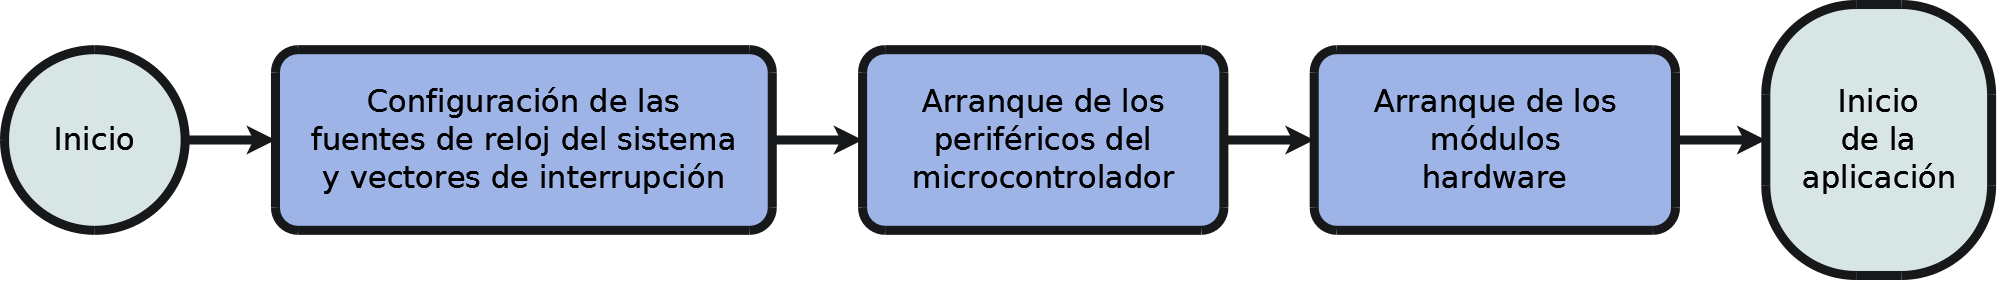 Inicio
Configuración de las
fuentes de reloj del sistema
y vectores de interrupción
Arranque de los
periféricos del
microcontrolador
Arranque de los
módulos
hardware
Inicio
de la
aplicación